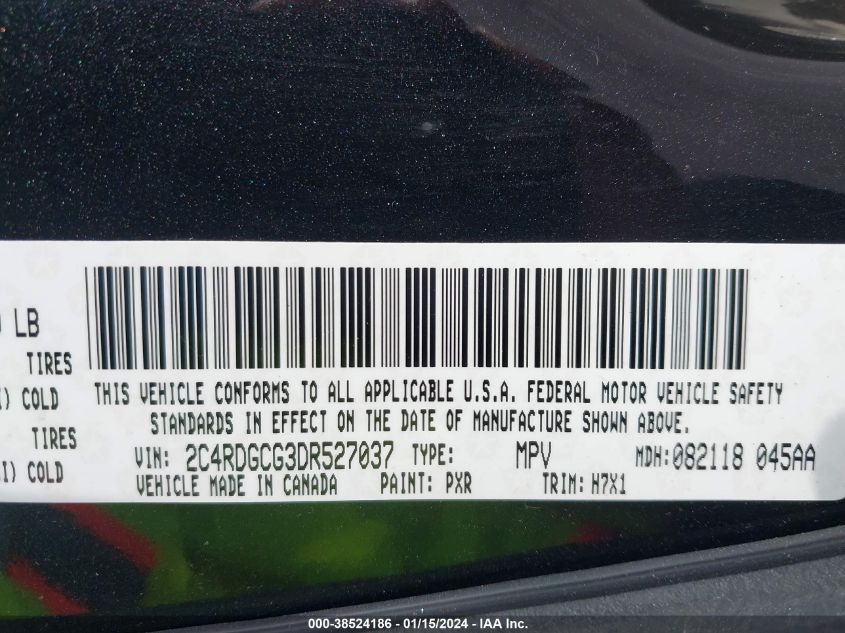 LB
TIRES
COLD
TIRES
COLD
THIS VEHICLE CONFORMS TO ALL APPLICABLE U.S.A. FEDERAL MOTOR VEHICLE SAFETY
STANDARDS IN EFFECT ON THE DATE OF MANUFACTURE SHOWN ABOVE.
VIN: 2C4RDGCG3DR527037 TYPE: MPV MDH: 082118 045AA
VEHICLE MADE IN CANADA PAINT: PXR TRIM: H7X1
000-38524186 - 01/15/2024 - IAA Inc.